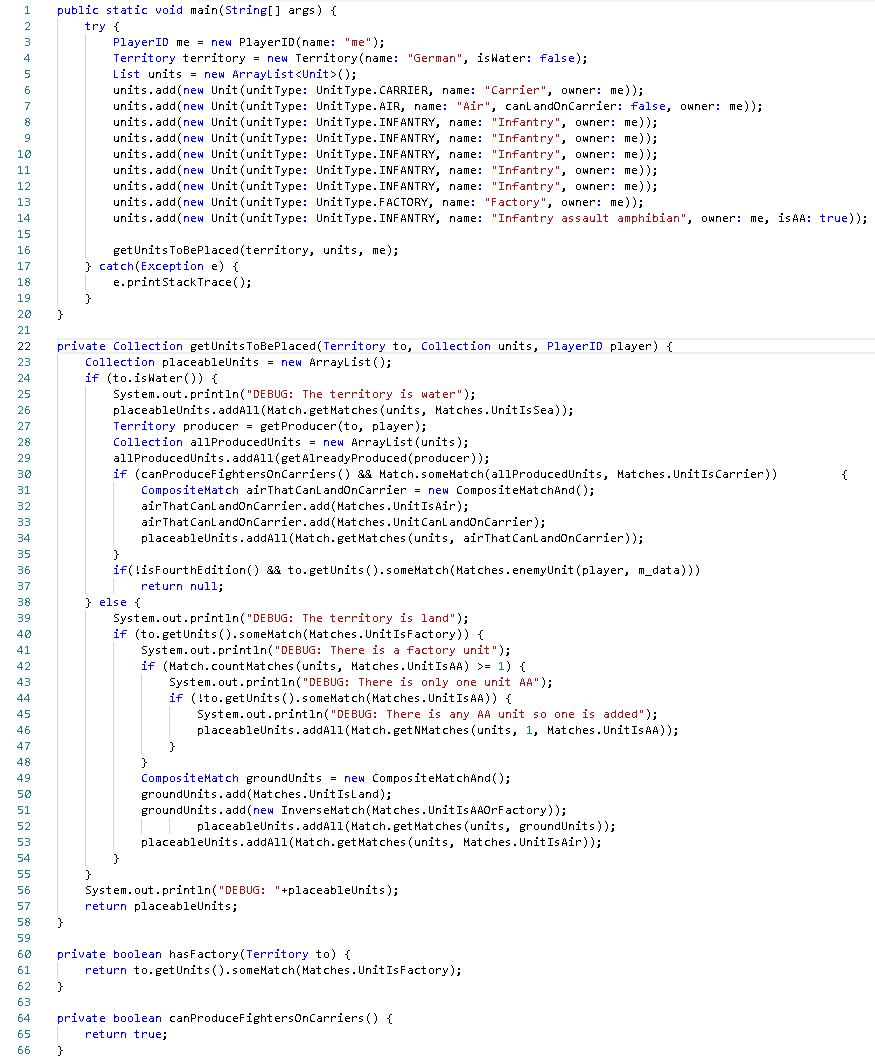 1 public static void main(String[] args) {
2 try {
3 PlayerID me = new PlayerID(name: "me");
4 Territory territory = new Territory(name: "German", isWater: false);
5 List units = new ArrayList<Unit>();
6 units.add(new Unit(unitType: UnitType.CARRIER, name: "Carrier", owner: me));
7 units.add(new Unit(unitType: UnitType.AIR, name: "Air", canLandOnCarrier: false, owner: me));
8 units.add(new Unit(unitType: UnitType.INFANTRY, name: "Infantry", owner: me));
9 units.add(new Unit(unitType: UnitType.INFANTRY, name: "Infantry", owner: me));
10 units.add(new Unit(unitType: UnitType.INFANTRY, name: "Infantry", owner: me));
11 units.add(new Unit(unitType: UnitType.INFANTRY, name: "Infantry", owner: me));
12 units.add(new Unit(unitType: UnitType.INFANTRY, name: "Infantry", owner: me));
13 units.add(new Unit(unitType: UnitType.FACTORY, name: "Factory", owner: me));
14 units.add(new Unit(unitType: UnitType.INFANTRY, name: "Infantry assault amphibian", owner: me, isAA: true));
15
16 getUnitsToBePlaced(territory, units, me);
17 } catch(Exception e) {
18 e.printStackTrace();
19 }
20 }
21
22 private Collection getUnitsToBePlaced(Territory to, Collection units, PlayerID player) {
23 Collection placeableUnits = new ArrayList();
24 if (to.isWater()) {
25 System.out.println("DEBUG: The territory is water");
26 placeableUnits.addAll(Match.getMatches(units, Matches.UnitIsSea));
27 Territory producer = getProducer(to, player);
28 Collection allProducedUnits = new ArrayList(units);
29 allProducedUnits.addAll(getAlreadyProduced(producer));
30 if (canProduceFightersOnCarriers() && Match.someMatch(allProducedUnits, Matches.UnitIsCarrier)) {
31 CompositeMatch airThatCanLandOnCarrier = new CompositeMatchAnd();
32 airThatCanLandOnCarrier.add(Matches.UnitIsAir);
33 airThatCanLandOnCarrier.add(Matches.UnitCanLandOnCarrier);
34 placeableUnits.addAll(Match.getMatches(units, airThatCanLandOnCarrier));
35 }
36 if(!isFourthEdition() && to.getUnits().someMatch(Matches.enemyUnit(player, m_data)))
37 return null;
38 } else {
39 System.out.println("DEBUG: The territory is land");
40 if (to.getUnits().someMatch(Matches.UnitIsFactory)) {
41 System.out.println("DEBUG: There is a factory unit");
42 if (Match.countMatches(units, Matches.UnitIsAA) >= 1) {
43 System.out.println("DEBUG: There is only one unit AA");
44 if (!to.getUnits().someMatch(Matches.UnitIsAA)) {
45 System.out.println("DEBUG: There is any AA unit so one is added");
46 placeableUnits.addAll(Match.getNMatches(units, 1, Matches.UnitIsAA));
47 }
48 }
49 CompositeMatch groundUnits = new CompositeMatchAnd();
50 groundUnits.add(Matches.UnitIsLand);
51 groundUnits.add(new InverseMatch(Matches.UnitIsAAOrFactory));
52 placeableUnits.addAll(Match.getMatches(units, groundUnits));
53 placeableUnits.addAll(Match.getMatches(units, Matches.UnitIsAir));
54 }
55 }
56 System.out.println("DEBUG: "+placeableUnits);
57 return placeableUnits;
58 }
59
60 private boolean hasFactory(Territory to) {
61 return to.getUnits().someMatch(Matches.UnitIsFactory);
62 }
63
64 private boolean canProduceFightersOnCarriers() {
65 return true;
66 }